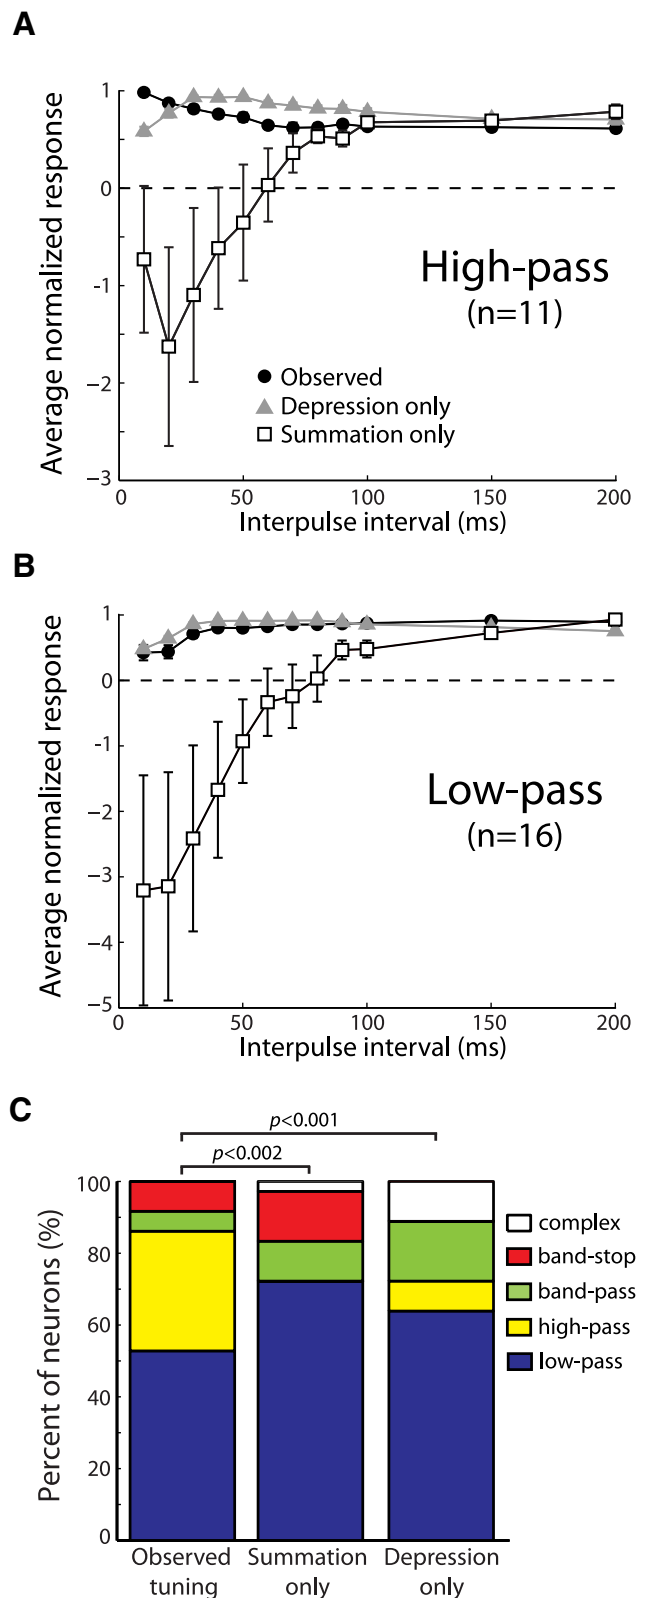 A
Average normalized response
1
0
-1
−2
−3
High-pass
(n=11)
Observed
Depression only
Summation only
0 50 100 150 200
Interpulse interval (ms)
B
Average normalized response
1
0
-1
−2
−3
−4
−5
Low-pass
(n=16)
0 50 100 150 200
Interpulse interval (ms)
C
p<0.001
p<0.002
Percent of neurons (%)
100
80
60
40
20
0
complex
band-stop
band-pass
high-pass
low-pass
Observed tuning
Summation only
Depression only